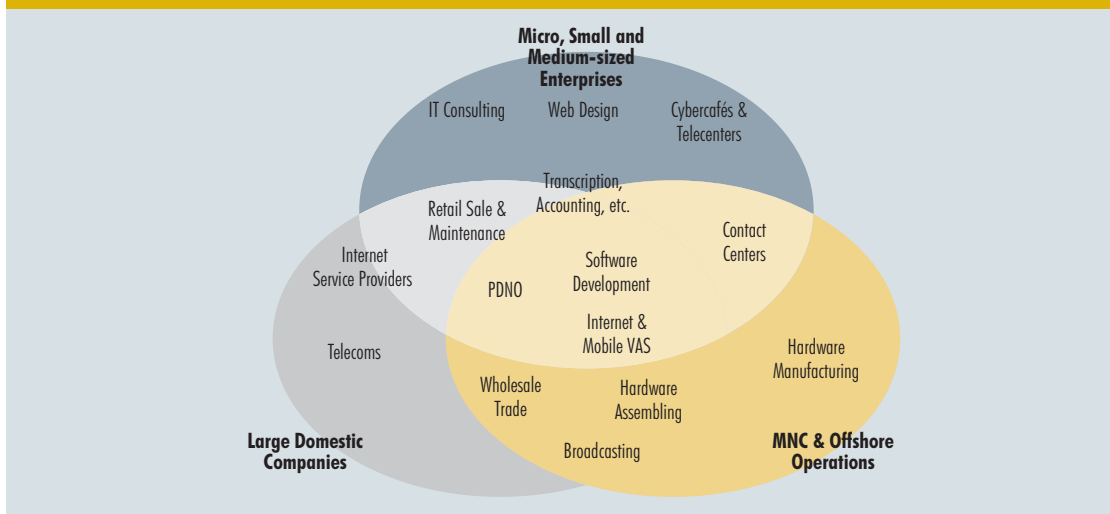 Micro, Small and
Medium-sized
Enterprises
IT Consulting
Web Design
Cybercafés &
Telecenters
Transcription,
Accounting, etc.
Retail Sale &
Maintenance
Contact
Centers
Internet
Service Providers
Software
Development
PDNO
Internet &
Mobile VAS
Telecoms
Hardware
Manufacturing
Wholesale
Trade
Hardware
Assembling
Broadcasting
Large Domestic
Companies
MNC & Offshore
Operations